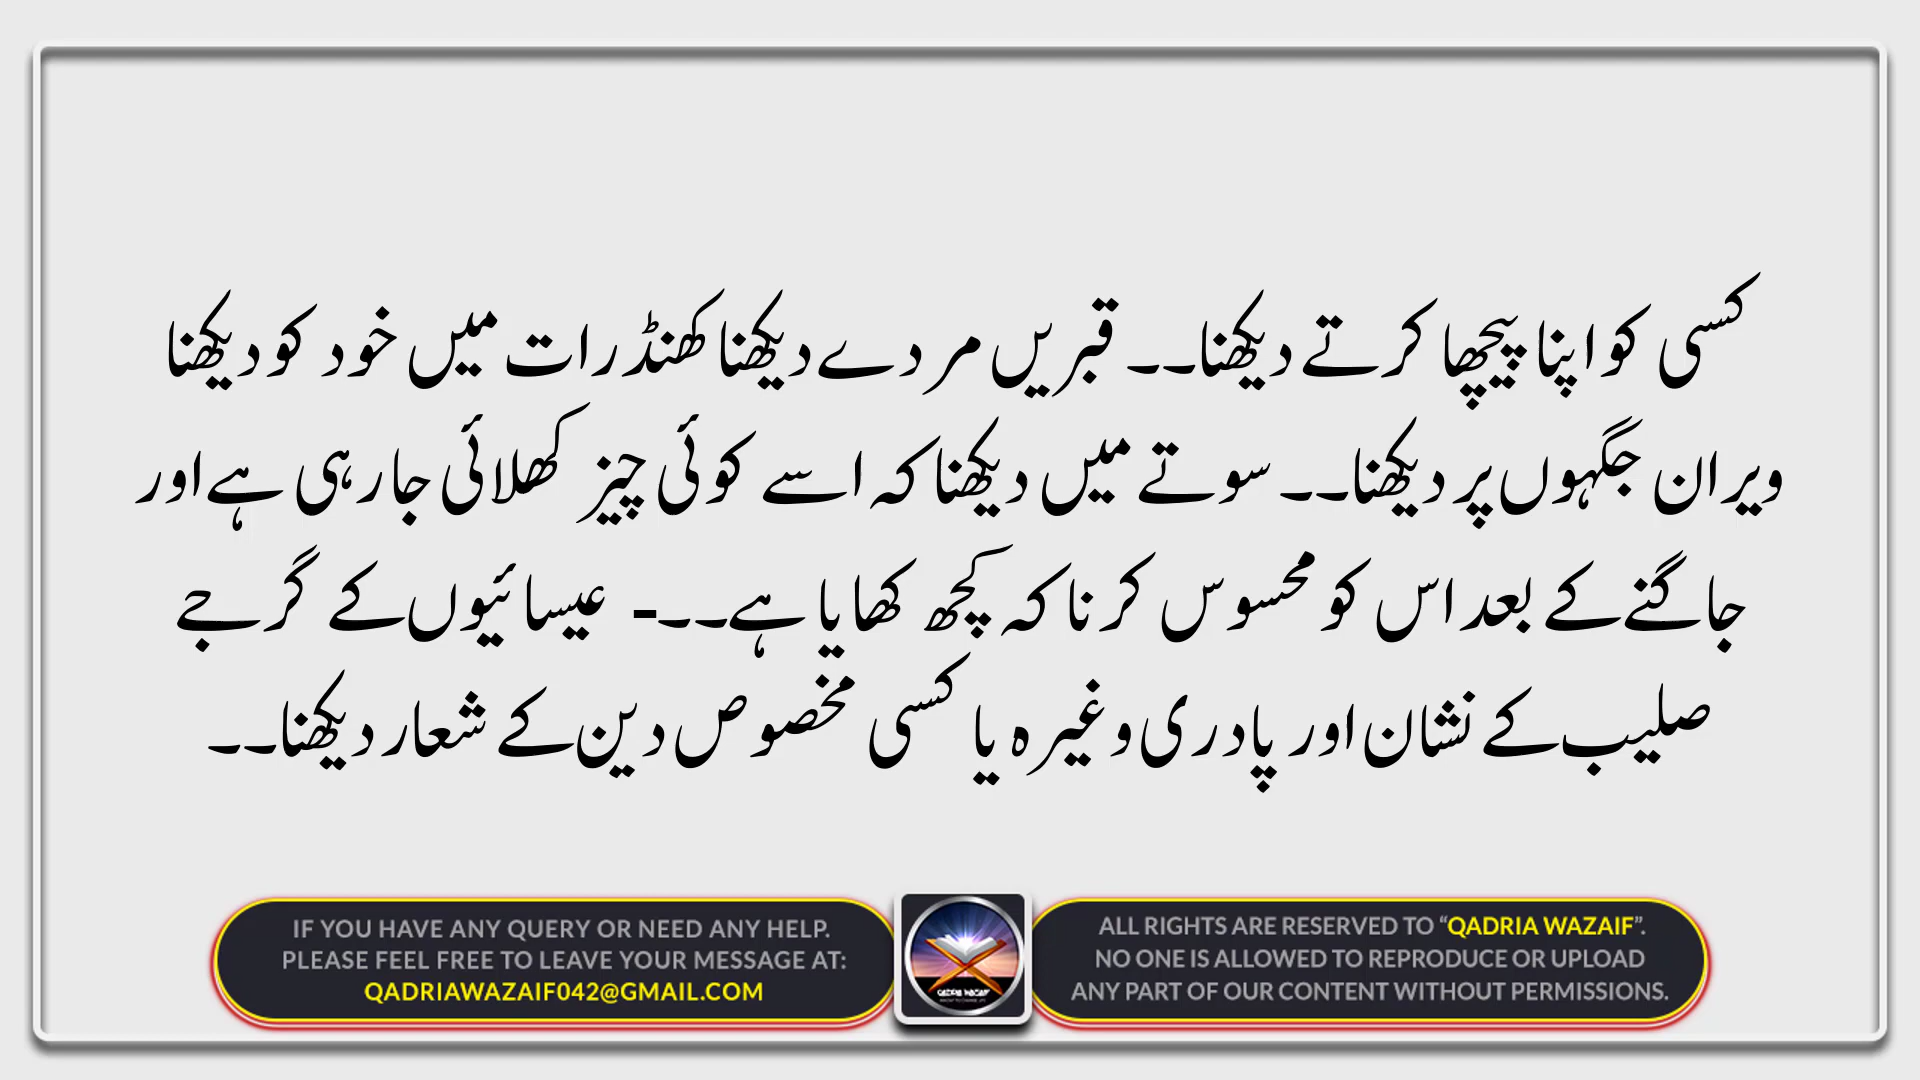 کسی کو اپنا پیچھا کرتے دیکھنا۔۔ قبریں مردے دیکھنا کھنڈرات میں خود کو دیکھنا
ویران جگہوں پر دیکھنا۔۔ سوتے میں دیکھنا کہ اسے کوئی چیز کھلائی جا رہی ہے اور
جاگنے کے بعد اس کو محسوس کرنا کہ کچھ کھایا ہے۔۔- عیسائیوں کے گرجے
صلیب کے نشان اور پادری وغیرہ یا کسی مخصوص دین کے شعار دیکھنا۔۔
IF YOU HAVE ANY QUERY OR NEED ANY HELP.
PLEASE FEEL FREE TO LEAVE YOUR MESSAGE AT:
QADRIAWAZAIF042@GMAIL.COM
QADRIA WAZAIF
ALL RIGHTS ARE RESERVED TO “QADRIA WAZAIF”.
NO ONE IS ALLOWED TO REPRODUCE OR UPLOAD
ANY PART OF OUR CONTENT WITHOUT PERMISSIONS.